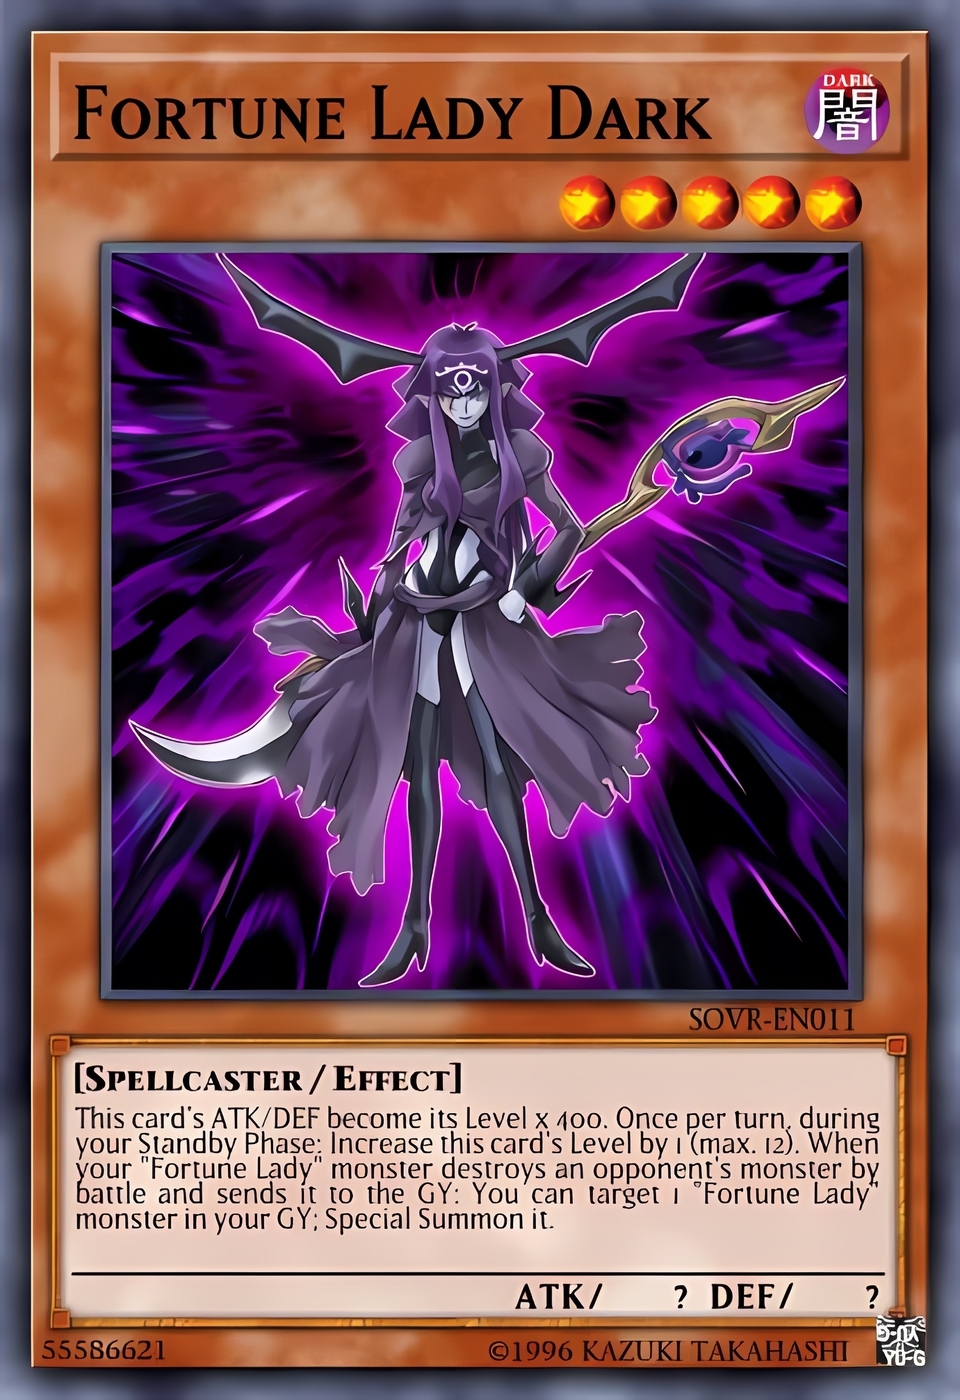 FORTUNE LADY DARK
DARK
闇
SOVR-EN011
[SPELLCASTER / EFFECT]
This card's ATK/DEF become its Level x 400. Once per turn, during
your Standby Phase: Increase this card's Level by 1 (max. 12). When
your "Fortune Lady" monster destroys an opponent's monster by
battle and sends it to the GY: You can target 1 "Fortune Lady"
monster in your GY; Special Summon it.
ATK/ ? DEF/ ?
55586621 ©1996 KAZUKI TAKAHASHI